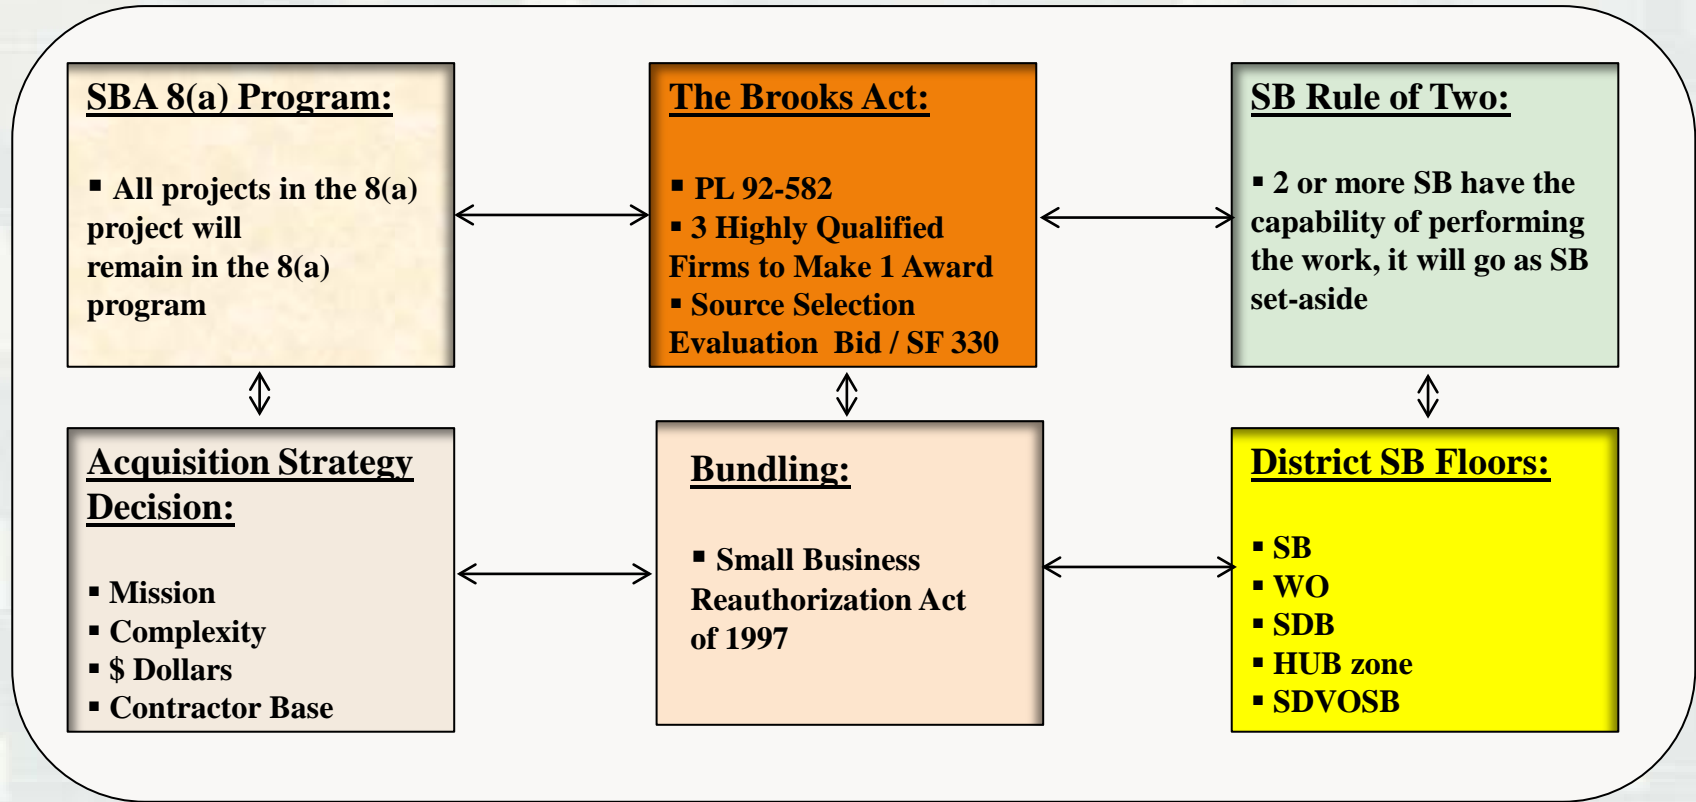 SBA 8(a) Program:
▪ All projects in the 8(a)
project will
remain in the 8(a)
program
The Brooks Act:
▪ PL 92-582
▪ 3 Highly Qualified
Firms to Make 1 Award
▪ Source Selection
Evaluation Bid / SF 330
SB Rule of Two:
▪ 2 or more SB have the
capability of performing
the work, it will go as SB
set-aside
Acquisition Strategy
Decision:
▪ Mission
▪ Complexity
▪ $ Dollars
▪ Contractor Base
Bundling:
▪ Small Business
Reauthorization Act
of 1997
District SB Floors:
▪ SB
▪ WO
▪ SDB
▪ HUB zone
▪ SDVOSB